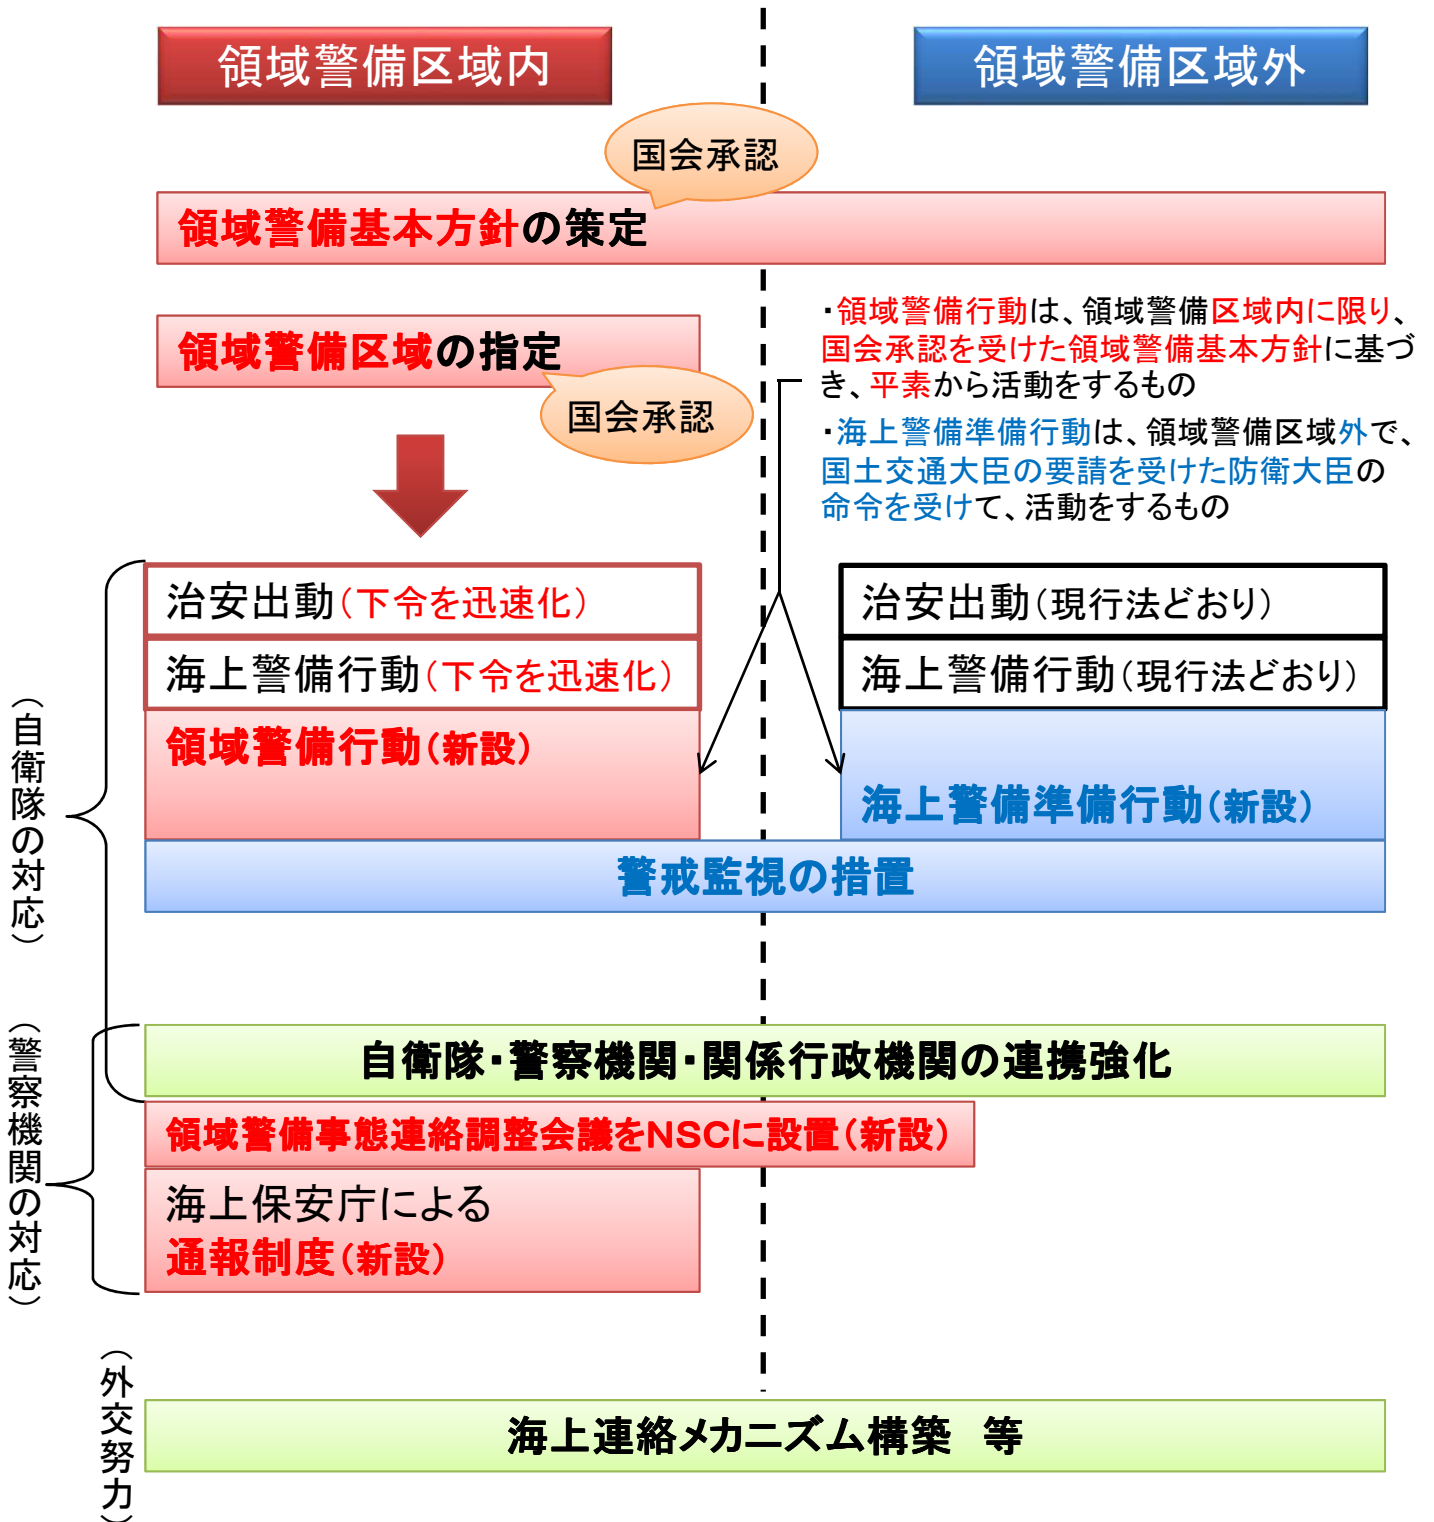 領域警備区域内
領域警備区域外
国会承認
領域警備基本方針の策定
領域警備区域の指定
国会承認
・領域警備行動は、領域警備区域内に限り、
国会承認を受けた領域警備基本方針に基づ
き、平素から活動をするもの
・海上警備準備行動は、領域警備区域外で、
国土交通大臣の要請を受けた防衛大臣の
命令を受けて、活動をするもの
（自衛隊の対応）
治安出動（下令を迅速化）
海上警備行動（下令を迅速化）
領域警備行動（新設）
治安出動（現行法どおり）
海上警備行動（現行法どおり）
海上警備準備行動（新設）
警戒監視の措置
（警察機関の対応）
自衛隊・警察機関・関係行政機関の連携強化
領域警備事態連絡調整会議をNSCに設置（新設）
海上保安庁による
通報制度（新設）
（外交努力）
海上連絡メカニズム構築　等